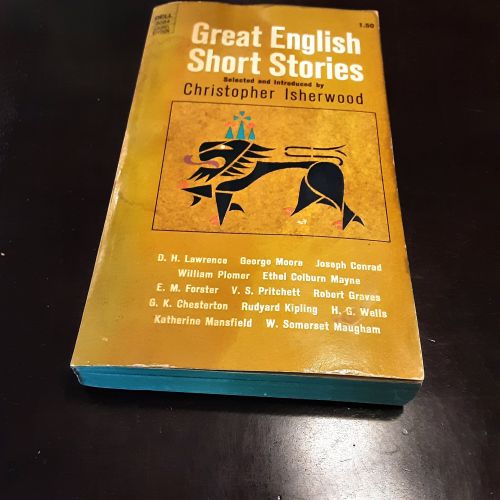 DELL
1.50
Great English
Short Stories
Selected and Introduced by
Christopher Isherwood
D. H. Lawrence George Moore Joseph Conrad
William Plomer Ethel Colburn Mayne
E. M. Forster V. S. Pritchett Robert Graves
G. K. Chesterton Rudyard Kipling H. G. Wells
Katherine Mansfield W. Somerset Maugham